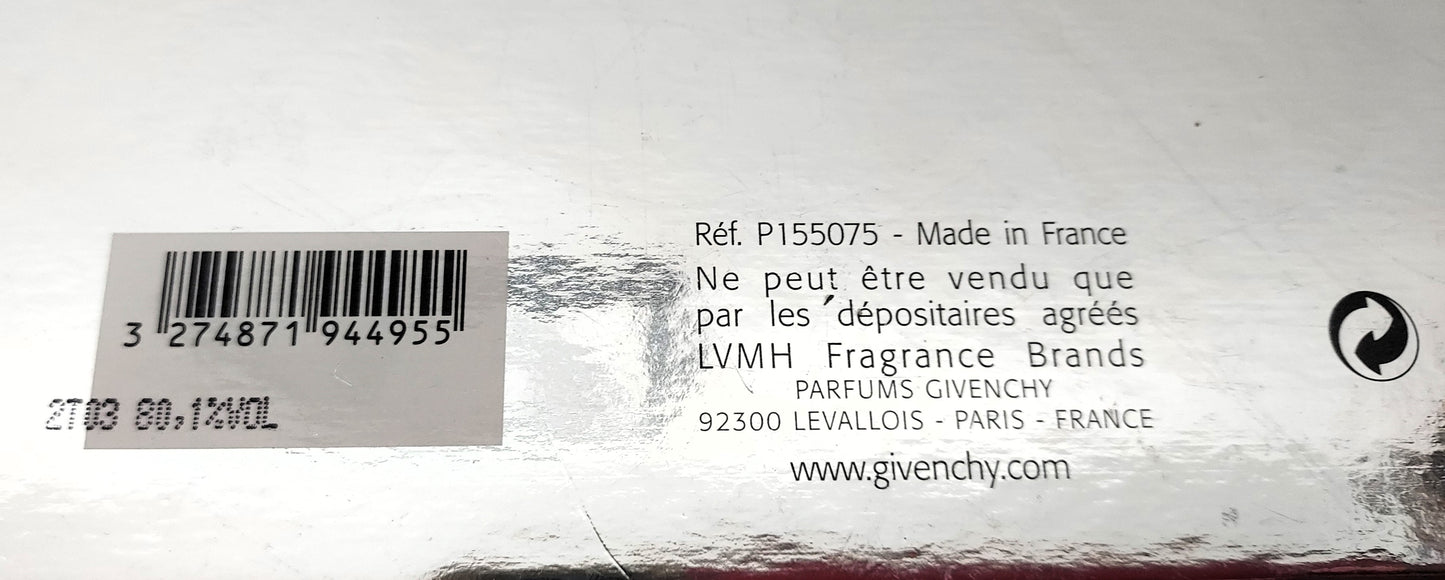 3 274871 944955
2T03 80,1%VOL
Réf. P155075 - Made in France
Ne peut être vendu que
par les dépositaires agréés
LVMH Fragrance Brands
PARFUMS GIVENCHY
92300 LEVALLOIS - PARIS - FRANCE
www.givenchy.com